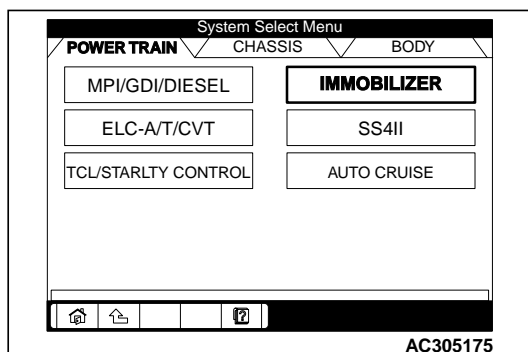 System Select Menu
POWER TRAIN CHASSIS BODY
MPI/GDI/DIESEL IMMOBILIZER
ELC-A/T/CVT SS4II
TCL/STARLTY CONTROL AUTO CRUISE
?
AC305175